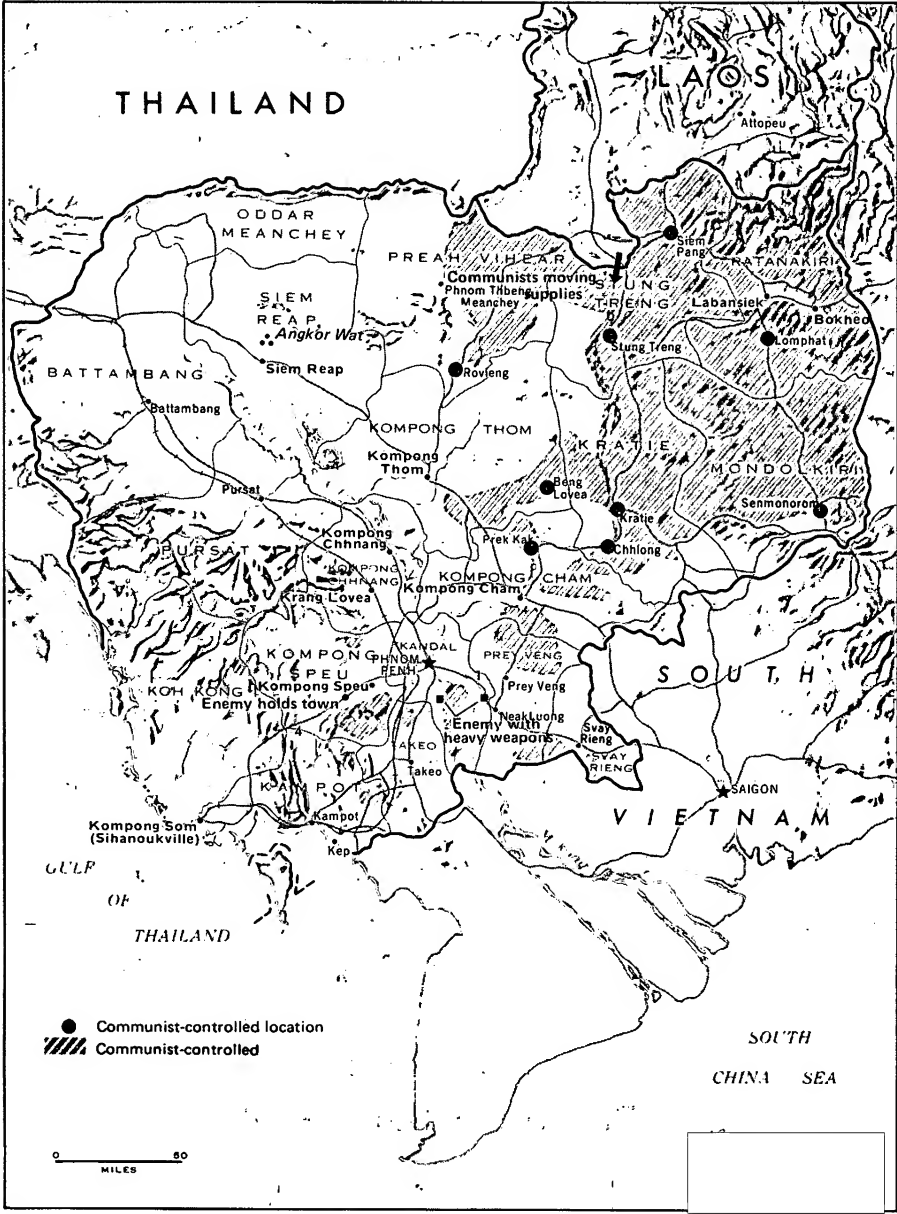 THAILAND
LAOS
Attopeu
ODDAR
MEANCHEY
PREAH VIHEAR
Siem
Pang
RATANAKIRI
Communists moving
supplies
Phnom Tbeng
Meanchey
STUNG
TRENG
Labansiek
Bokheo
SIEM
REAP
Angkor Wat
Siem Reap
Stung Treng
Lomphat
Rovieng
BATTAMBANG
Battambang
KOMPONG THOM
Kompong
Thom
KRATIE
MONDOLKIRI
Pursat
Beng
Lovea
Kratie
Senmonorom
Kompong
Chhnang
Prek Kak
Chhlong
PURSAT
KOMPONG
CHHNANG
Krang Lovea
KOMPONG CHAM
Kompong Cham
KANDAL
PHNOM
PENH
KOMPONG
SPEU
PREY VENG
SOUTH
KOH KONG
Kompong Speu
Enemy holds town
Prey Veng
Neak Luong
Enemy with
heavy weapons
Svay
Rieng
SVAY
RIENG
TAKEO
Takeo
KAMPOT
Kampot
SAIGON
VIETNAM
Kompong Som
(Sihanoukville)
Kep
GULF
OF
THAILAND
Communist-controlled location
Communist-controlled
SOUTH
CHINA SEA
0 50
MILES